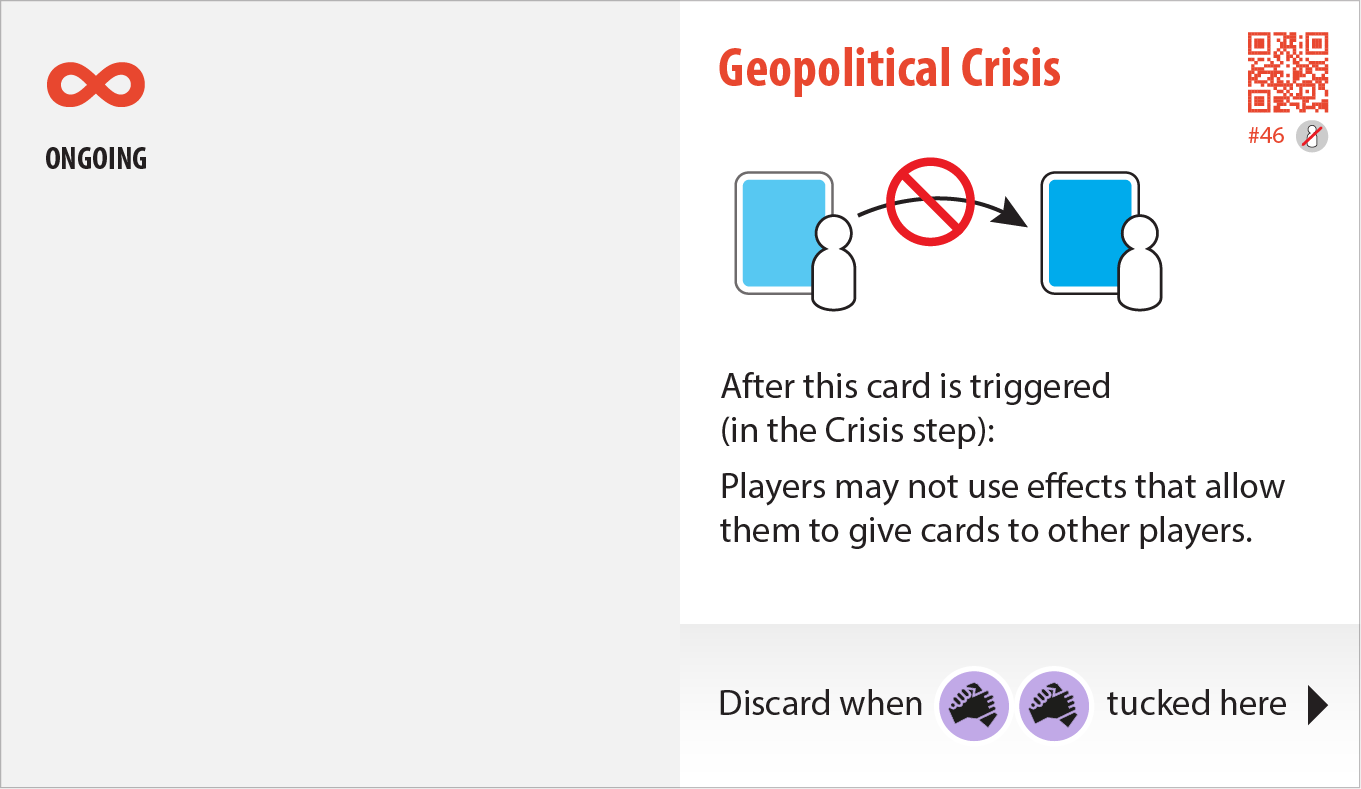 ONGOING
Geopolitical Crisis
#46
After this card is triggered
(in the Crisis step):
Players may not use effects that allow
them to give cards to other players.
Discard when tucked here